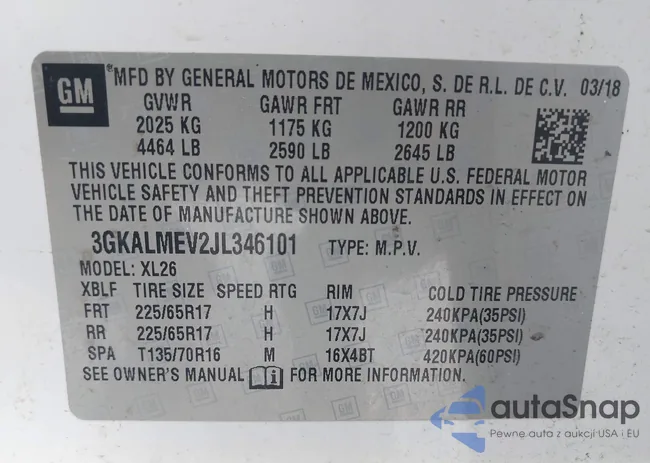 GM
*MFD BY GENERAL MOTORS DE MEXICO, S. DE R.L. DE C.V. 03/18
GVWR GAWR FRT GAWR RR
2025 KG 1175 KG 1200 KG
4464 LB 2590 LB 2645 LB
THIS VEHICLE CONFORMS TO ALL APPLICABLE U.S. FEDERAL MOTOR
VEHICLE SAFETY AND THEFT PREVENTION STANDARDS IN EFFECT ON
THE DATE OF MANUFACTURE SHOWN ABOVE.
3GKALMEV2JL346101 TYPE: M.P.V.
MODEL: XL26
XBLF TIRE SIZE SPEED RTG RIM COLD TIRE PRESSURE
FRT 225/65R17 H 17X7J 240KPA(35PSI)
RR 225/65R17 H 17X7J 240KPA(35PSI)
SPA T135/70R16 M 16X4BT 420KPA(60PSI)
SEE OWNER'S MANUAL FOR MORE INFORMATION.
autaSnap
Pewne auta z aukcji USA i EU